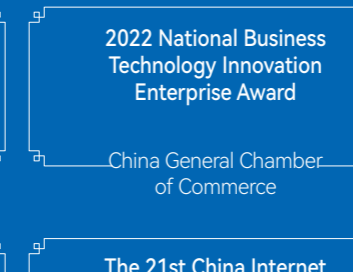 2022 National Business
Technology Innovation
Enterprise Award
China General Chamber
of Commerce
The 21st China Internet